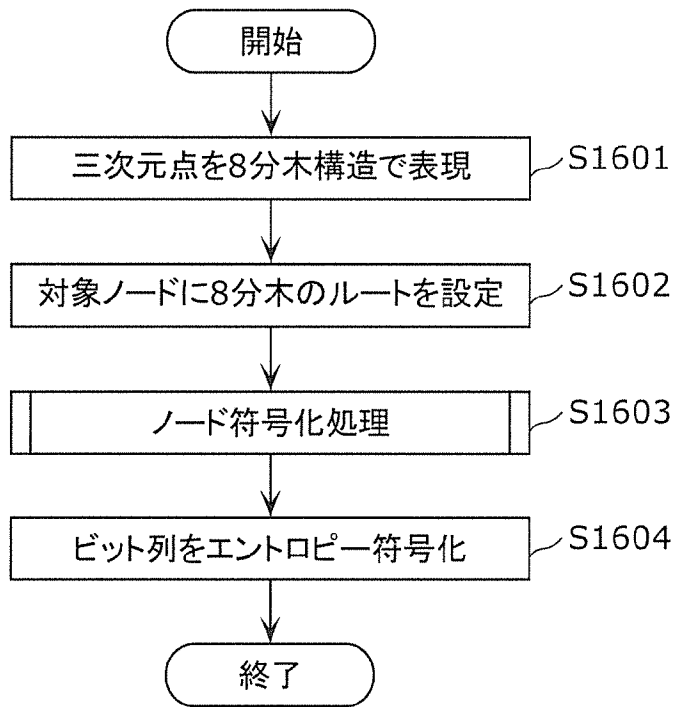 開始
三次元点を8分木構造で表現
S1601
対象ノードに8分木のルートを設定
S1602
ノード符号化処理
S1603
ビット列をエントロピー符号化
S1604
終了